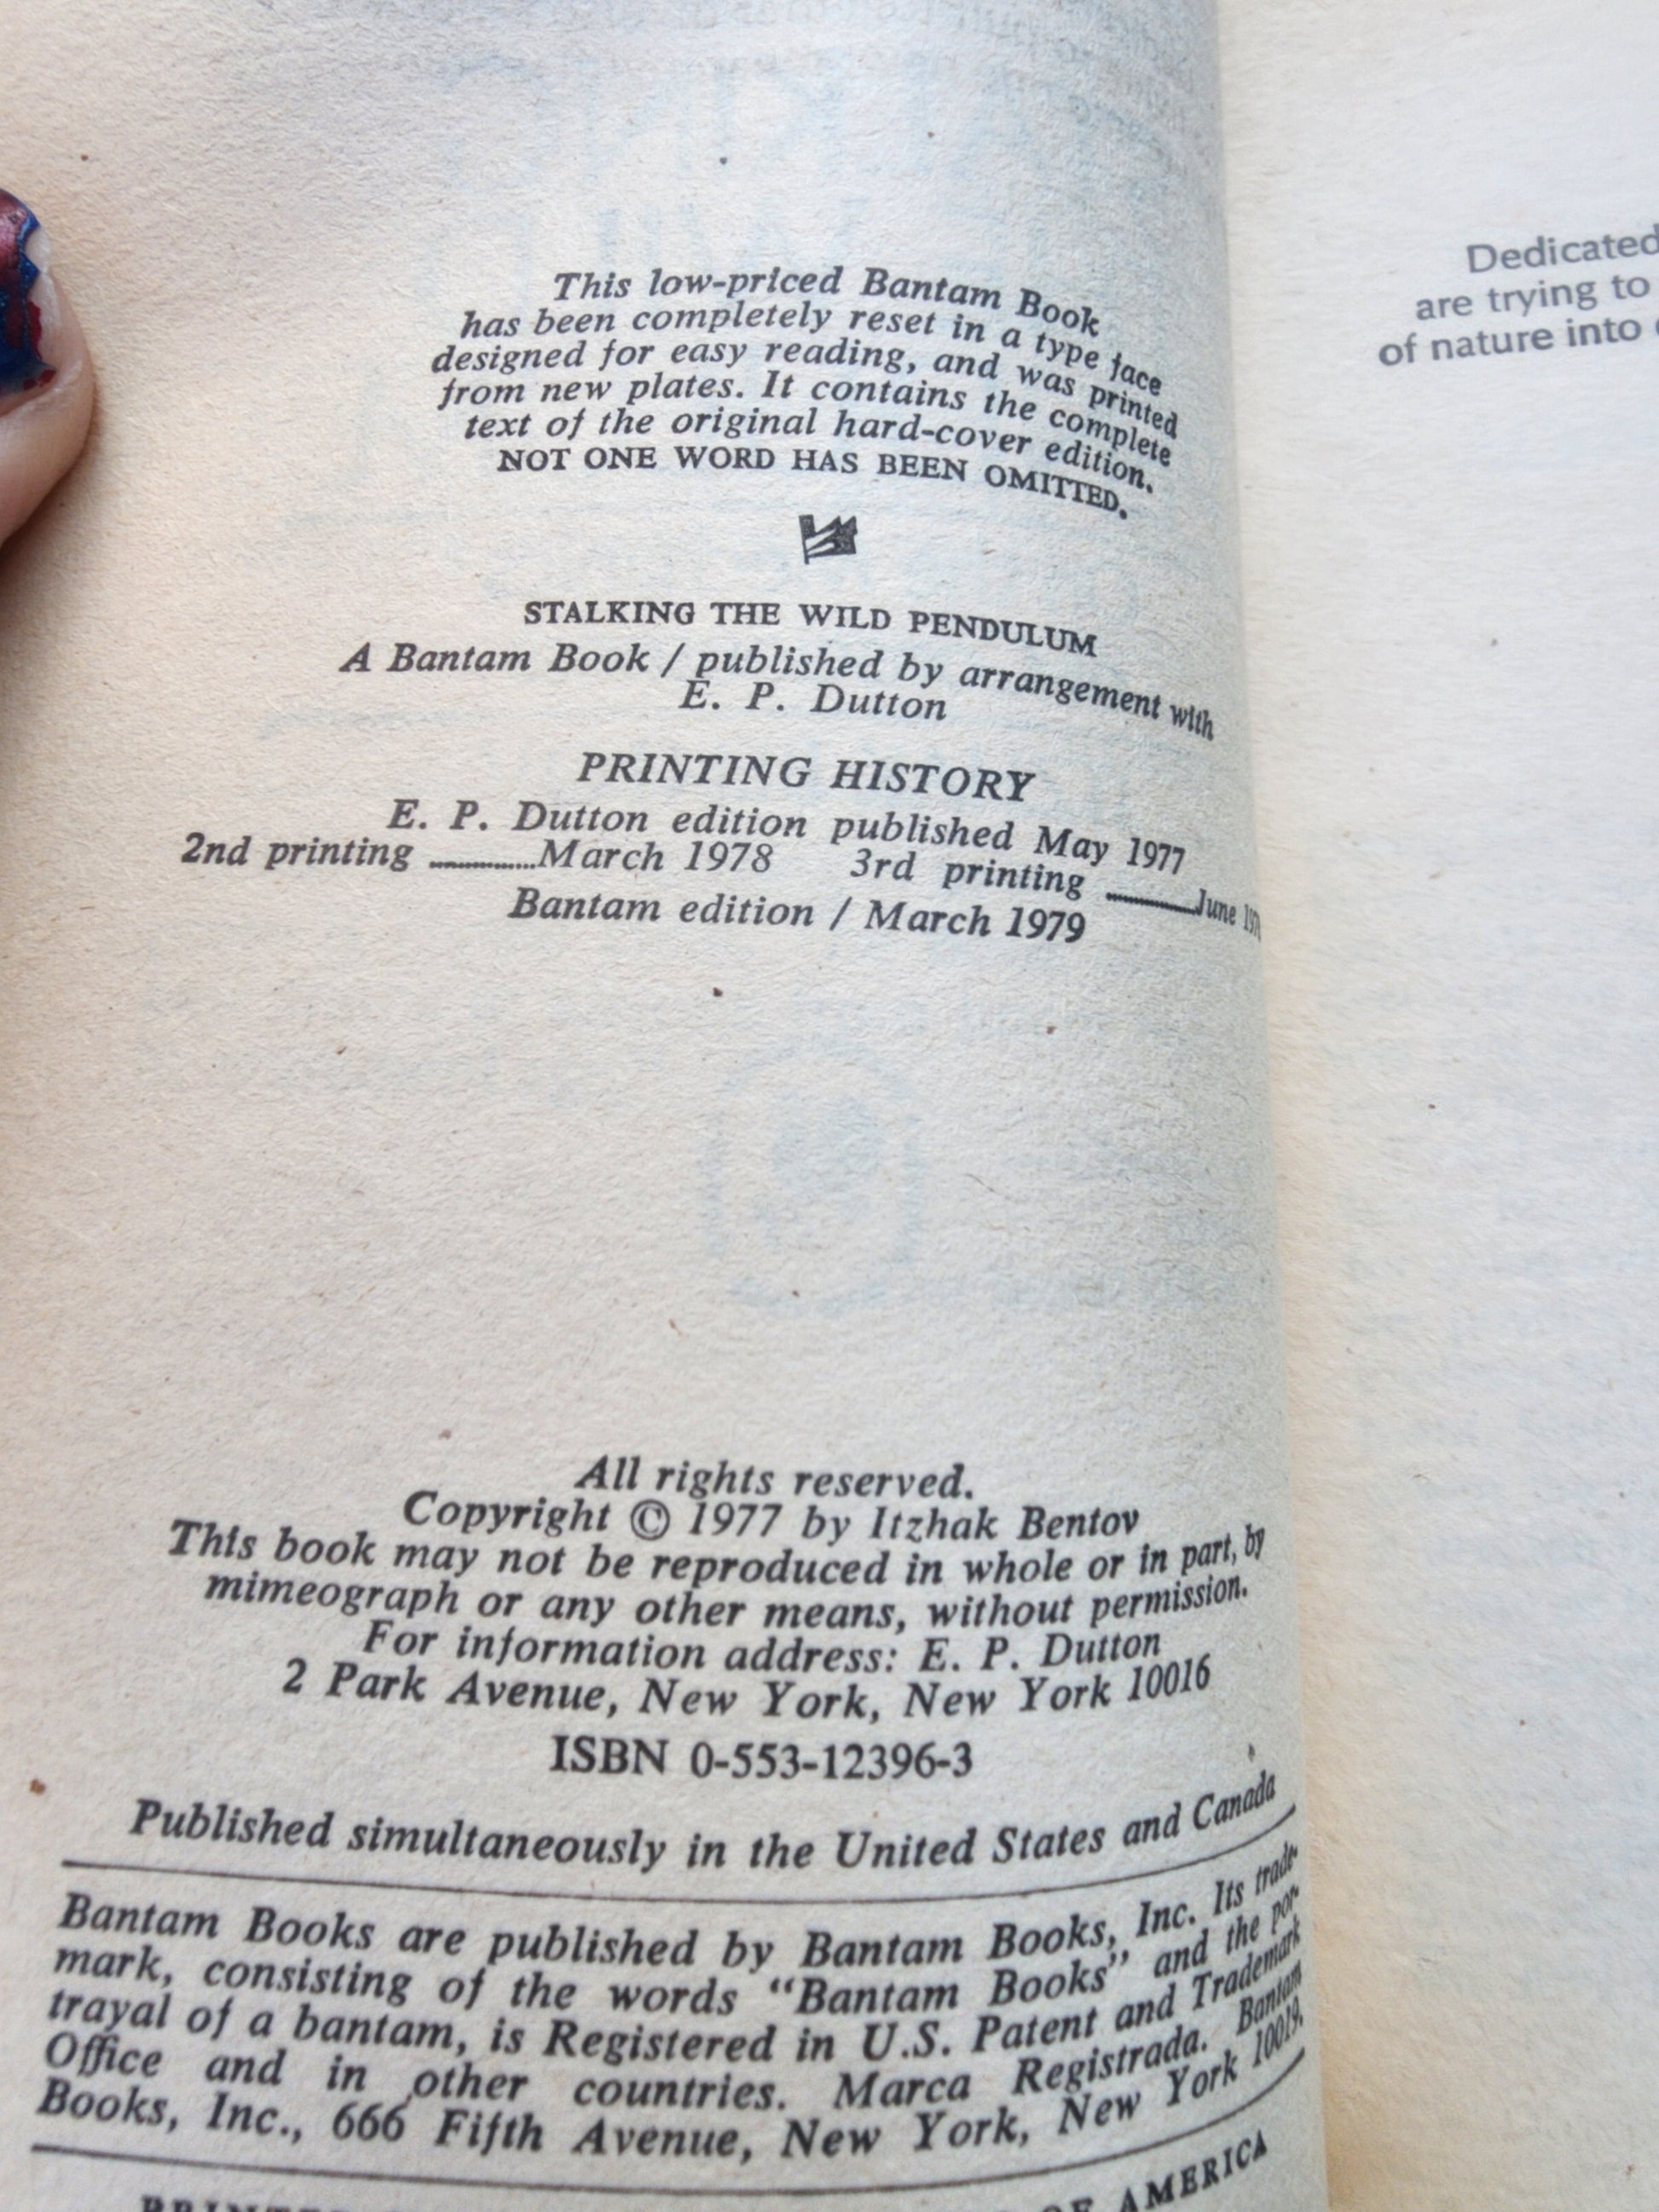 This low-priced Bantam Book
has been completely reset in a type face
designed for easy reading, and was printed
from new plates. It contains the complete
text of the original hard-cover edition.
NOT ONE WORD HAS BEEN OMITTED.
STALKING THE WILD PENDULUM
A Bantam Book / published by arrangement with
E. P. Dutton
PRINTING HISTORY
E. P. Dutton edition published May 1977
2nd printing ............March 1978 3rd printing ............June
Bantam edition / March 1979
All rights reserved.
Copyright © 1977 by Itzhak Bentov
This book may not be reproduced in whole or in part, by
mimeograph or any other means, without permission.
For information address: E. P. Dutton
2 Park Avenue, New York, New York 10016
ISBN 0-553-12396-3
Published simultaneously in the United States and Canada
Bantam Books are published by Bantam Books, Inc. Its trade-
mark, consisting of the words "Bantam Books" and the por-
trayal of a bantam, is Registered in U.S. Patent and Trademark
Office and in other countries. Marca Registrada. Bantam
Books, Inc., 666 Fifth Avenue, New York, New York 10019.
OF AMERICA
Dedicated
are trying to
of nature into